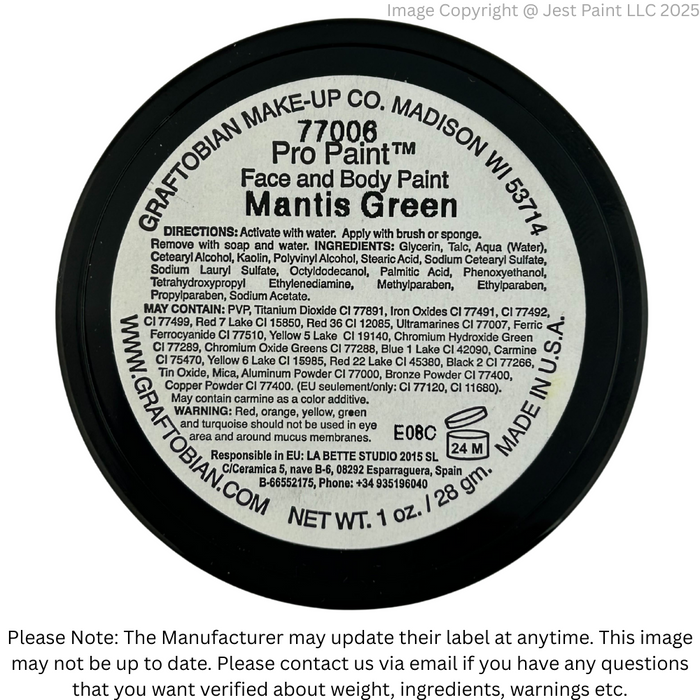 Image Copyright @ Jest Paint LLC 2025
GRAFTOBIAN MAKE-UP CO. MADISON WI 53714
77006
Pro Paint™
Face and Body Paint
Mantis Green
DIRECTIONS: Activate with water. Apply with brush or sponge.
Remove with soap and water. INGREDIENTS: Glycerin, Talc, Aqua (Water),
Cetearyl Alcohol, Kaolin, Polyvinyl Alcohol, Stearic Acid, Sodium Cetearyl Sulfate,
Sodium Lauryl Sulfate, Octyldodecanol, Palmitic Acid, Phenoxyethanol,
Tetrahydroxypropyl Ethylenediamine, Methylparaben, Ethylparaben,
Propylparaben, Sodium Acetate.
MAY CONTAIN: PVP, Titanium Dioxide CI 77891, Iron Oxides CI 77491, CI 77492,
CI 77499, Red 7 Lake CI 15850, Red 36 CI 12085, Ultramarines CI 77007, Ferric
Ferrocyanide CI 77510, Yellow 5 Lake CI 19140, Chromium Hydroxide Green
CI 77289, Chromium Oxide Greens CI 77288, Blue 1 Lake CI 42090, Carmine
CI 75470, Yellow 6 Lake CI 15985, Red 22 Lake CI 45380, Black 2 CI 77266,
Tin Oxide, Mica, Aluminum Powder CI 77000, Bronze Powder CI 77400,
Copper Powder CI 77400. (EU seulement/only: CI 77120, CI 11680).
May contain carmine as a color additive.
WARNING: Red, orange, yellow, green
and turquoise should not be used in eye
area and around mucus membranes.
E08C
24 M
Responsible in EU: LA BETTE STUDIO 2015 SL
C/Ceramica 5, nave B-6, 08292 Esparraguera, Spain
B-66552175, Phone: +34 935196040
WWW.GRAFTOBIAN.COM
NET WT. 1 oz. / 28 gm.
MADE IN U.S.A.
Please Note: The Manufacturer may update their label at anytime. This image
may not be up to date. Please contact us via email if you have any questions
that you want verified about weight, ingredients, warnings etc.